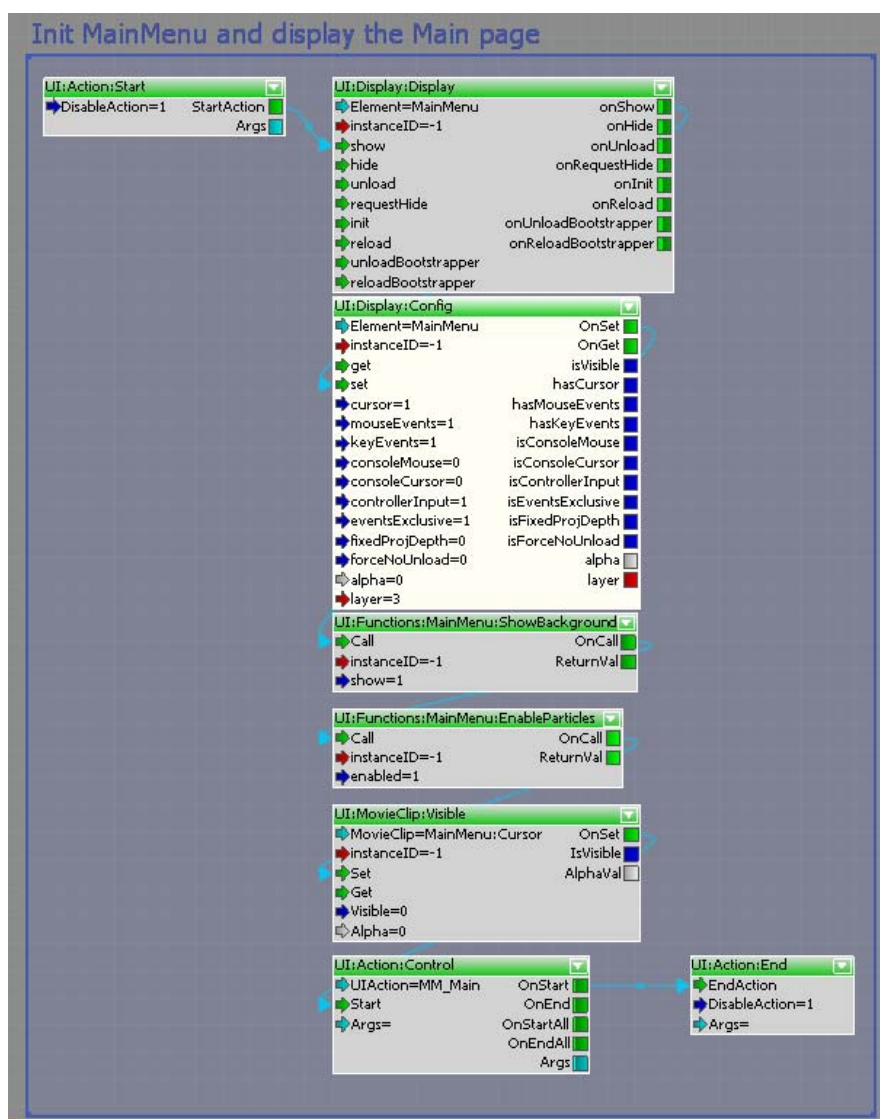 Init MainMenu and display the Main page
UI:Action:Start
DisableAction=1 StartAction
Args
UI:Display:Display
Element=MainMenu onShow
instanceID=-1 onHide
show onUnload
hide onRequestHide
unload onInit
requestHide onReload
init onUnloadBootstrapper
reload onReloadBootstrapper
unloadBootstrapper
reloadBootstrapper
UI:Display:Config
Element=MainMenu OnSet
instanceID=-1 OnGet
get isVisible
set hasCursor
cursor=1 hasMouseEvents
mouseEvents=1 hasKeyEvents
keyEvents=1 isConsoleMouse
consoleMouse=0 isConsoleCursor
consoleCursor=0 isControllerInput
controllerInput=1 isEventsExclusive
eventsExclusive=1 isFixedProjDepth
fixedProjDepth=0 isForceNoUnload
forceNoUnload=0 alpha
alpha=0 layer
layer=3
UI:Functions:MainMenu:ShowBackground
Call OnCall
instanceID=-1 ReturnVal
show=1
UI:Functions:MainMenu:EnableParticles
Call OnCall
instanceID=-1 ReturnVal
enabled=1
UI:MovieClip:Visible
MovieClip=MainMenu:Cursor OnSet
instanceID=-1 IsVisible
Set AlphaVal
Get
Visible=0
Alpha=0
UI:Action:Control
UIAction=MM_Main OnStart
Start OnEnd
Args= OnStartAll
OnEndAll
Args
UI:Action:End
EndAction
DisableAction=1
Args=